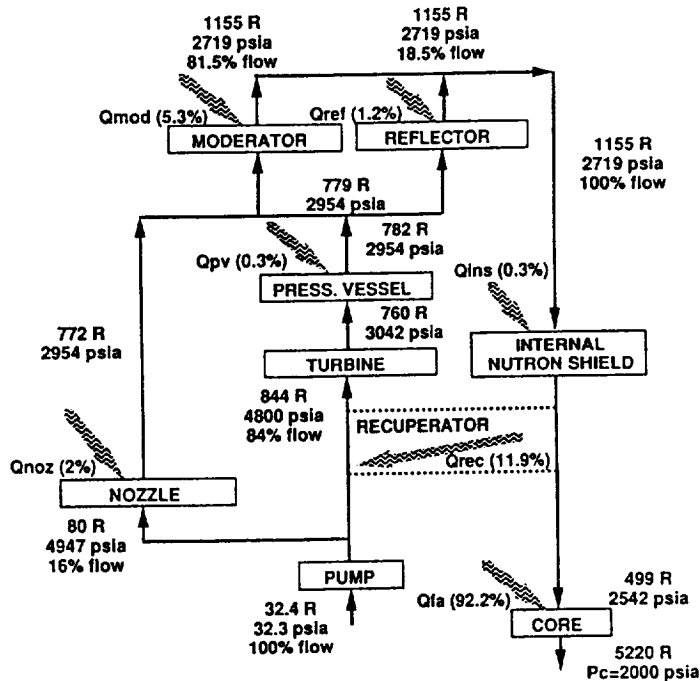 1155 R
2719 psia
81.5% flow
1155 R
2719 psia
18.5% flow
Qmod (5.3%)
MODERATOR
Qref (1.2%)
REFLECTOR
1155 R
2719 psia
100% flow
779 R
2954 psia
782 R
2954 psia
Qpv (0.3%)
PRESS. VESSEL
Qins (0.3%)
INTERNAL
NUTRON SHIELD
760 R
3042 psia
772 R
2954 psia
TURBINE
844 R
4800 psia
84% flow
RECUPERATOR
Qrec (11.9%)
Qnoz (2%)
NOZZLE
80 R
4947 psia
16% flow
PUMP
32.4 R
32.3 psia
100% flow
Qfa (92.2%)
499 R
2542 psia
CORE
5220 R
Pc=2000 psia